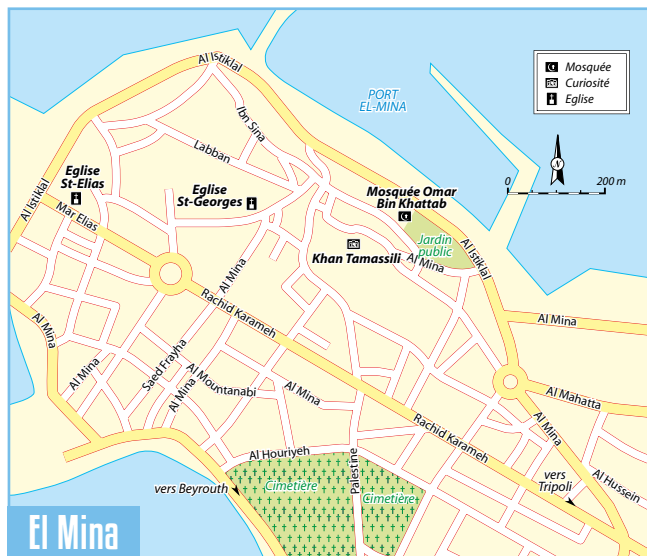 Al Istiklal
PORT
EL-MINA
Mosquée
Curiosité
Eglise
N
0 200 m
Ibn Sina
Labban
Eglise
St-Elias
Eglise
St-Georges
Mosquée Omar
Bin Khattab
Al Istiklal
Mar Elias
Jardin
public
Al Istiklal
Khan Tamassili
Al Mina
Al Mina
Al Mina
Rachid Karameh
Al Mina
Saed Frayha
Al Mina
Al Mountanabi
Al Mina
Al Mina
Al Mahatta
Rachid Karameh
Al Mina
Al Houriyeh
Palestine
vers
Tripoli
Al Hussein
vers Beyrouth
Cimetière
Cimetière
El Mina